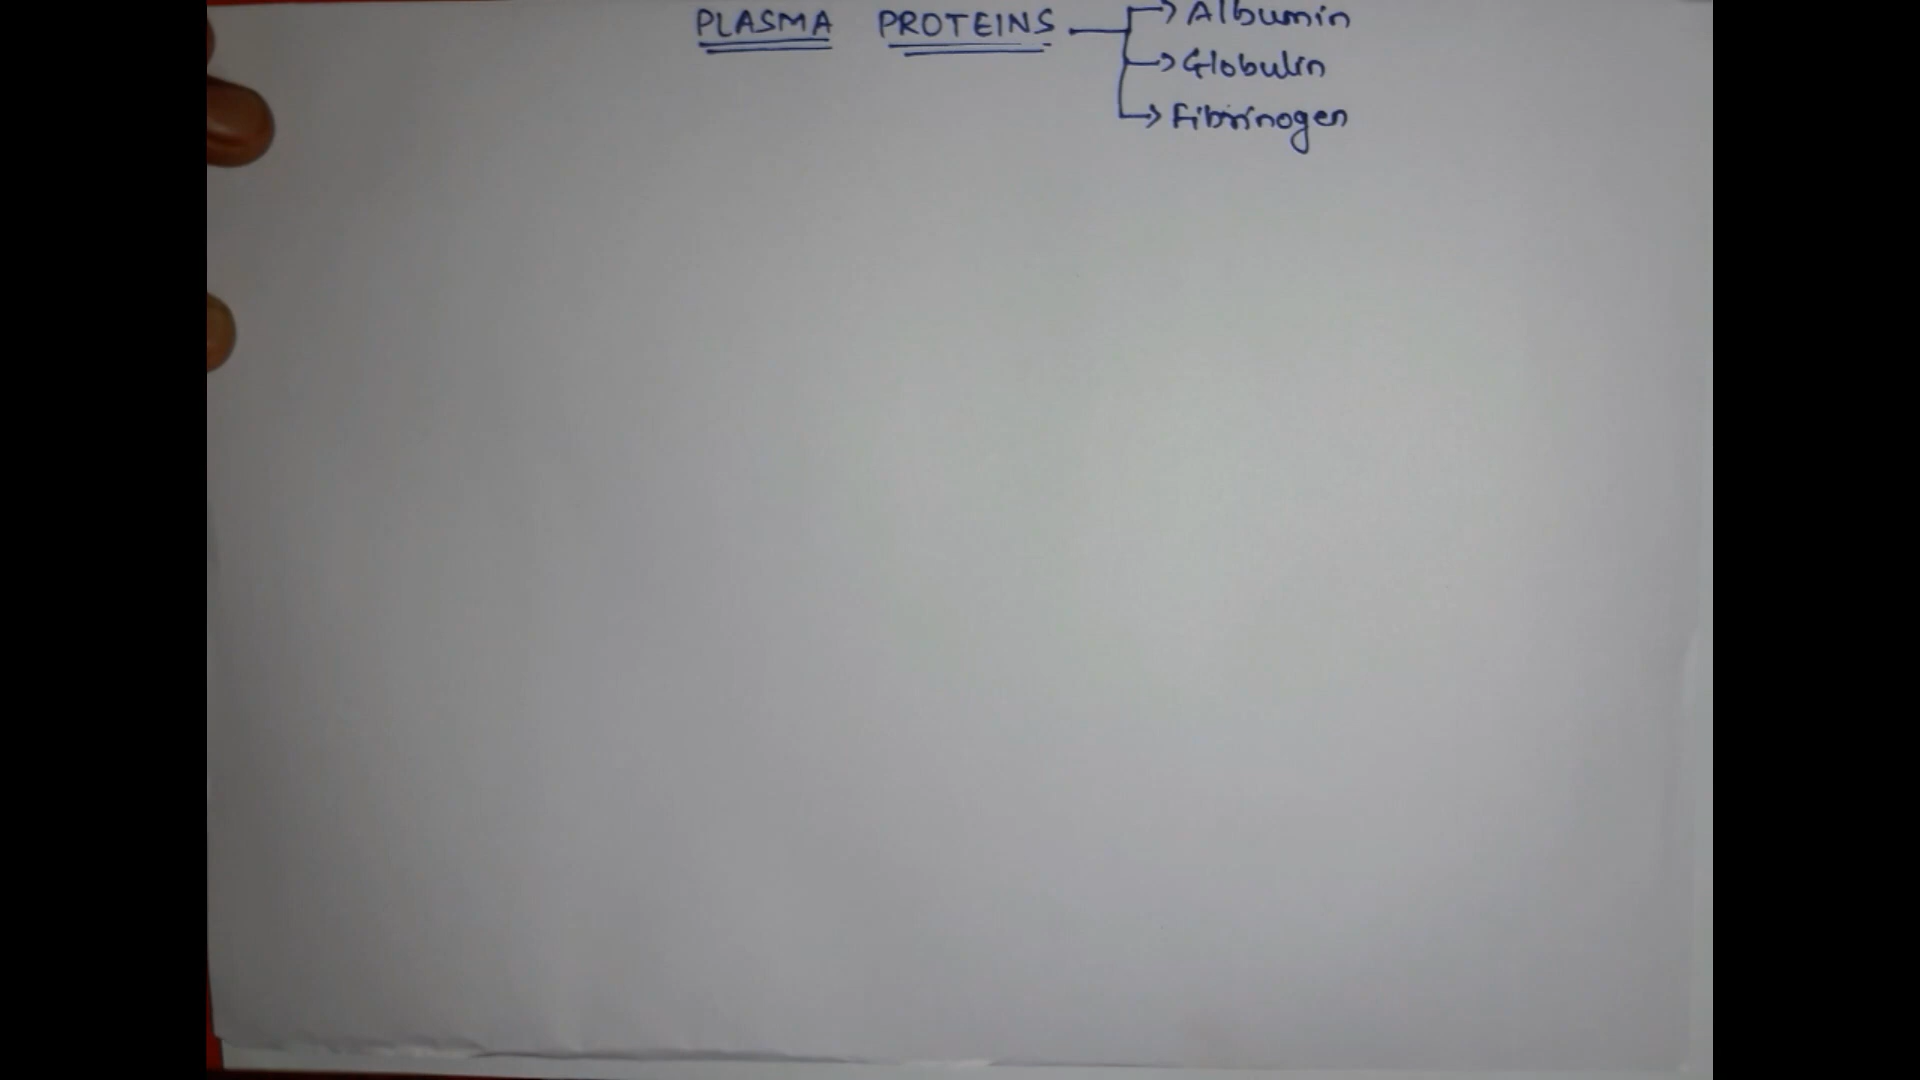 PLASMA PROTEINS → Albumin
→ Globulin
→ Fibrinogen